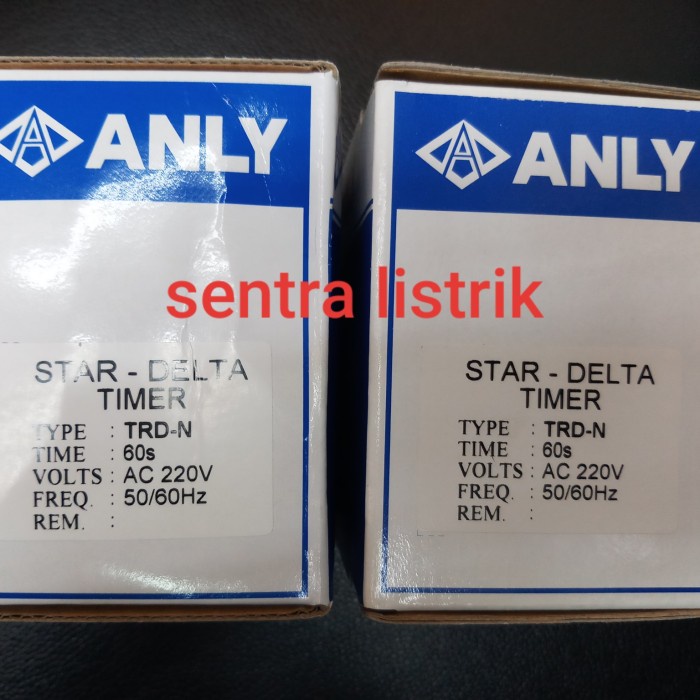 ANLY
STAR - DELTA
TIMER
TYPE : TRD-N
TIME : 60s
VOLTS : AC 220V
FREQ. : 50/60Hz
REM. :
ANLY
STAR - DELTA
TIMER
TYPE : TRD-N
TIME : 60s
VOLTS : AC 220V
FREQ. : 50/60Hz
REM. :
sentra listrik